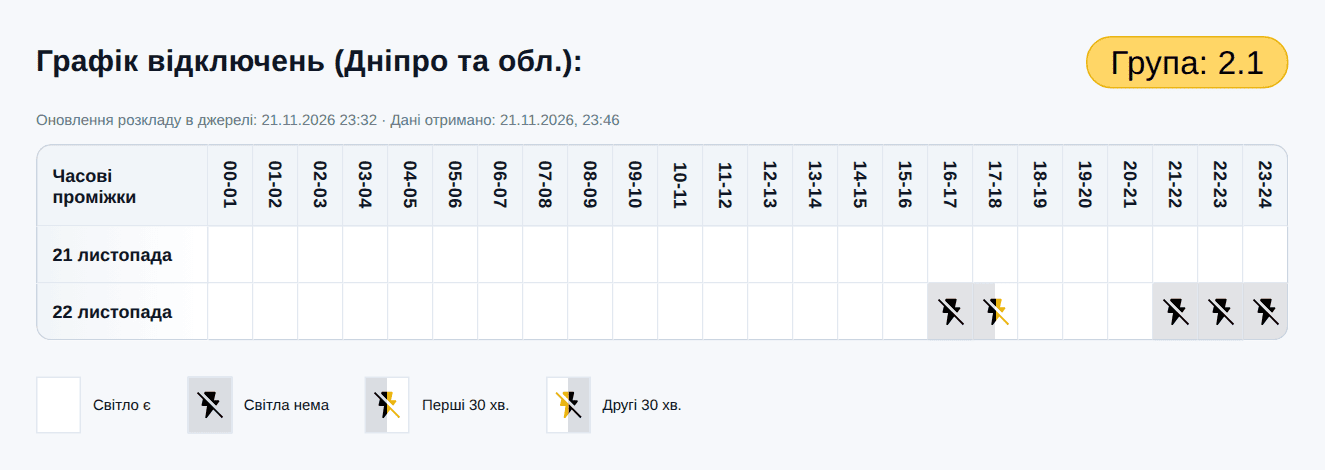 Графік відключень (Дніпро та обл.):
Група: 2.1
Оновлення розкладу в джерелі: 21.11.2026 23:32 · Дані отримано: 21.11.2026, 23:46
Часові
проміжки
00-01
01-02
02-03
03-04
04-05
05-06
06-07
07-08
08-09
09-10
10-11
11-12
12-13
13-14
14-15
15-16
16-17
17-18
18-19
19-20
20-21
21-22
22-23
23-24
21 листопада
22 листопада
Світло є
Світла нема
Перші 30 хв.
Другі 30 хв.